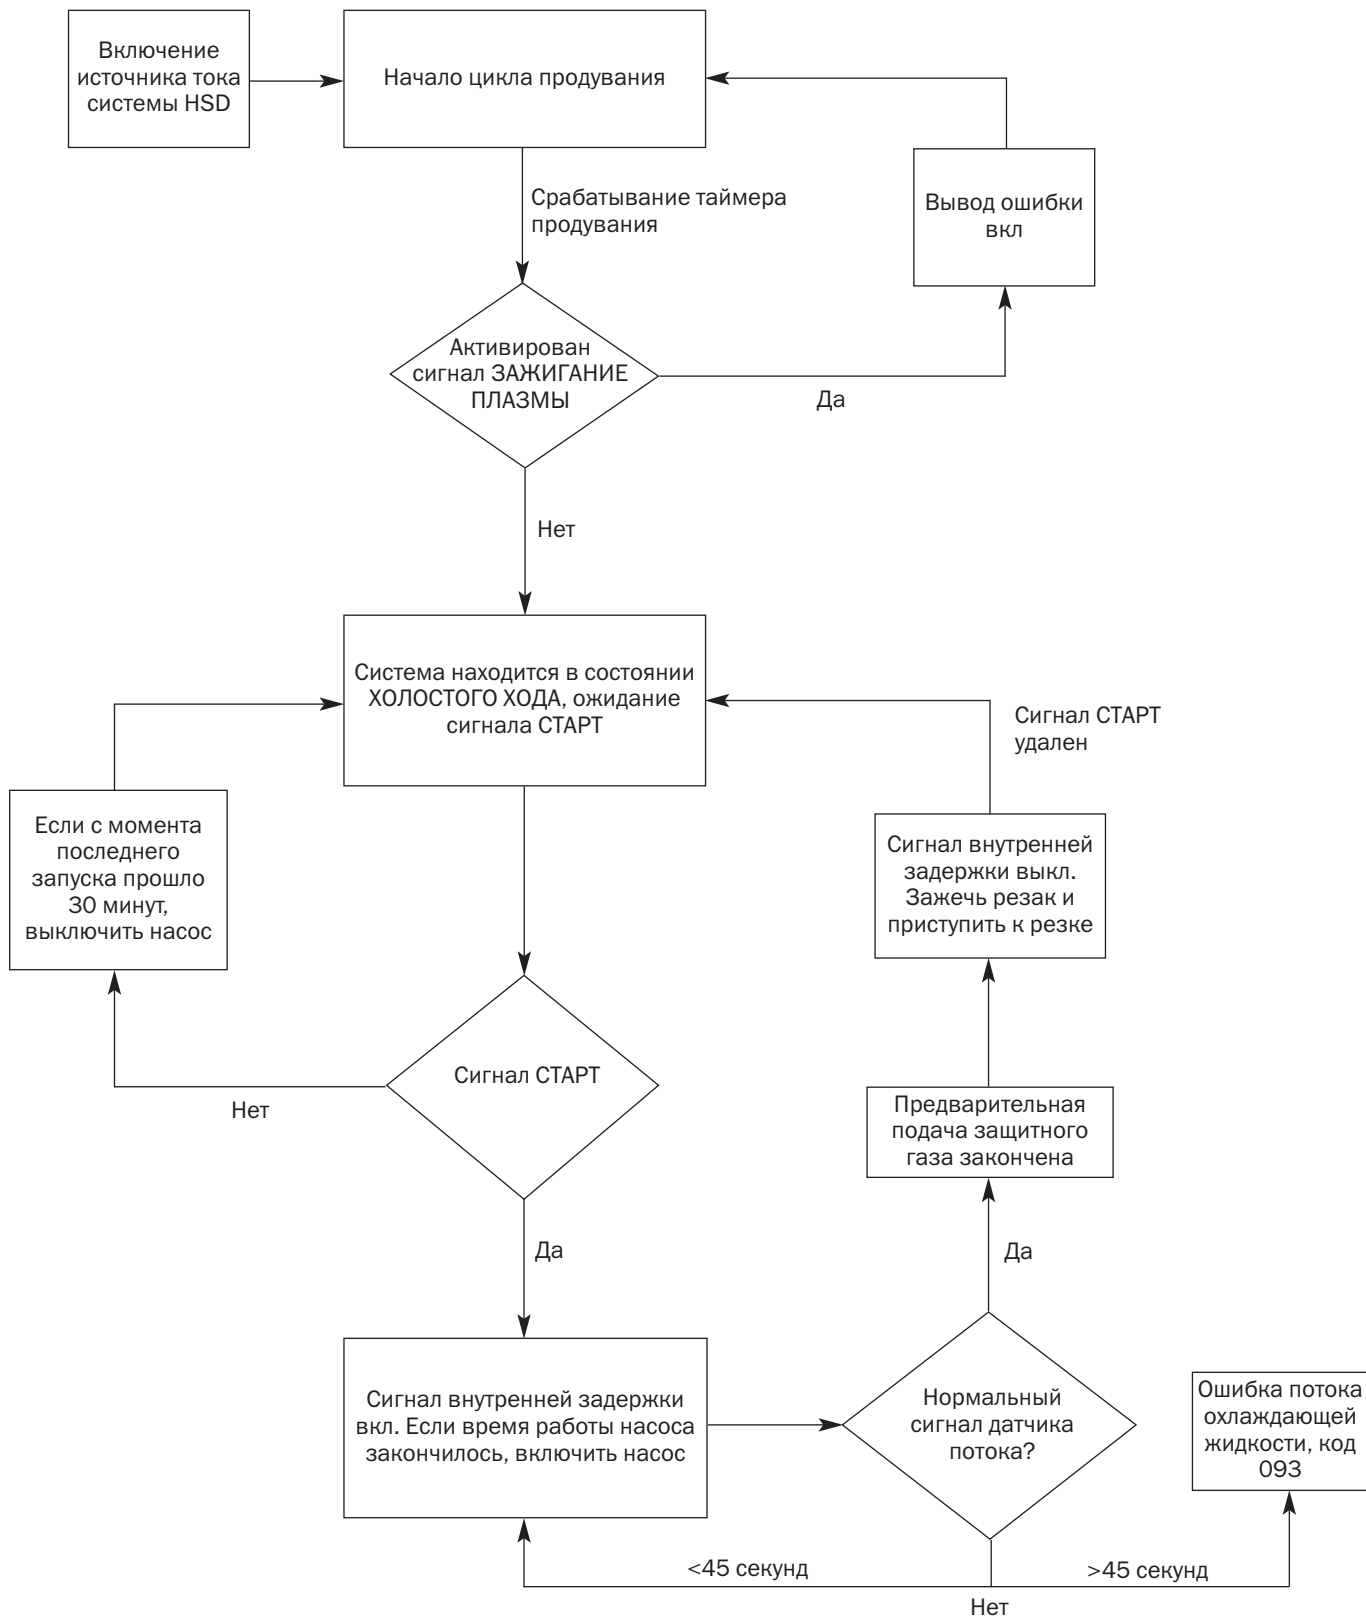 Включение
источника тока
системы HSD
Начало цикла продувания
Срабатывание таймера
продувания
Вывод ошибки
вкл
Активирован
сигнал ЗАЖИГАНИЕ
ПЛАЗМЫ
Да
Нет
Система находится в состоянии
ХОЛОСТОГО ХОДА, ожидание
сигнала СТАРТ
Сигнал СТАРТ
удален
Если с момента
последнего
запуска прошло
30 минут,
выключить насос
Сигнал внутренней
задержки выкл.
Зажечь резак и
приступить к резке
Сигнал СТАРТ
Нет
Предварительная
подача защитного
газа закончена
Да
Да
Сигнал внутренней задержки
вкл. Если время работы насоса
закончилось, включить насос
Нормальный
сигнал датчика
потока?
Ошибка потока
охлаждающей
жидкости, код
093
<45 секунд
>45 секунд
Нет